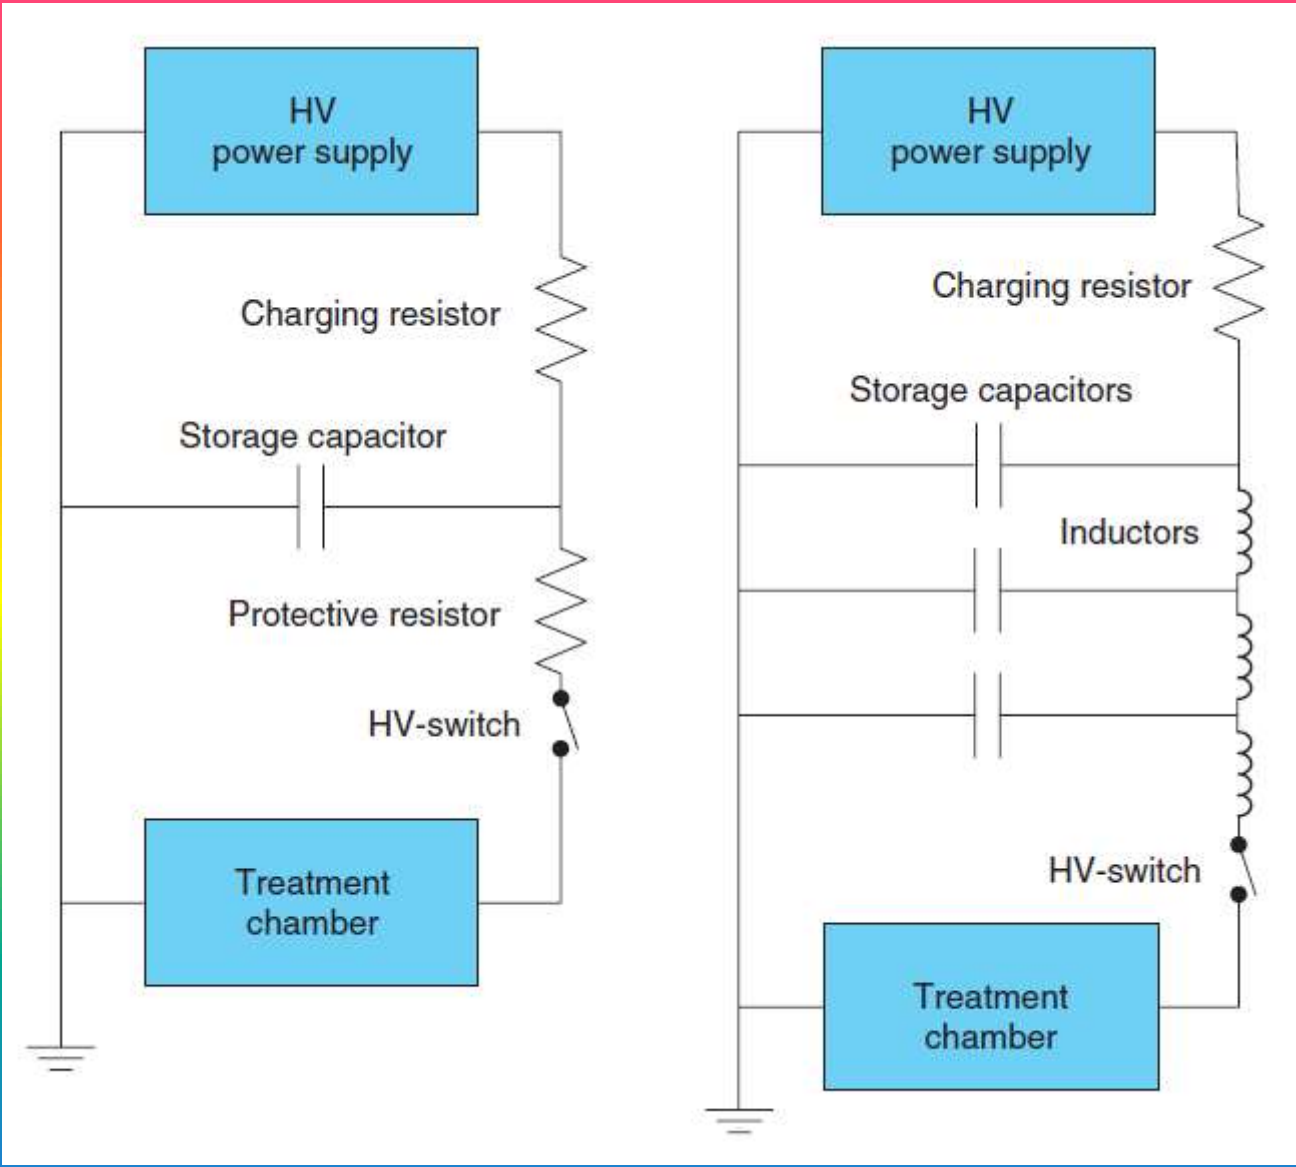 HV
power supply
Charging resistor
Storage capacitor
Protective resistor
HV-switch
Treatment
chamber
HV
power supply
Charging resistor
Storage capacitors
Inductors
HV-switch
Treatment
chamber